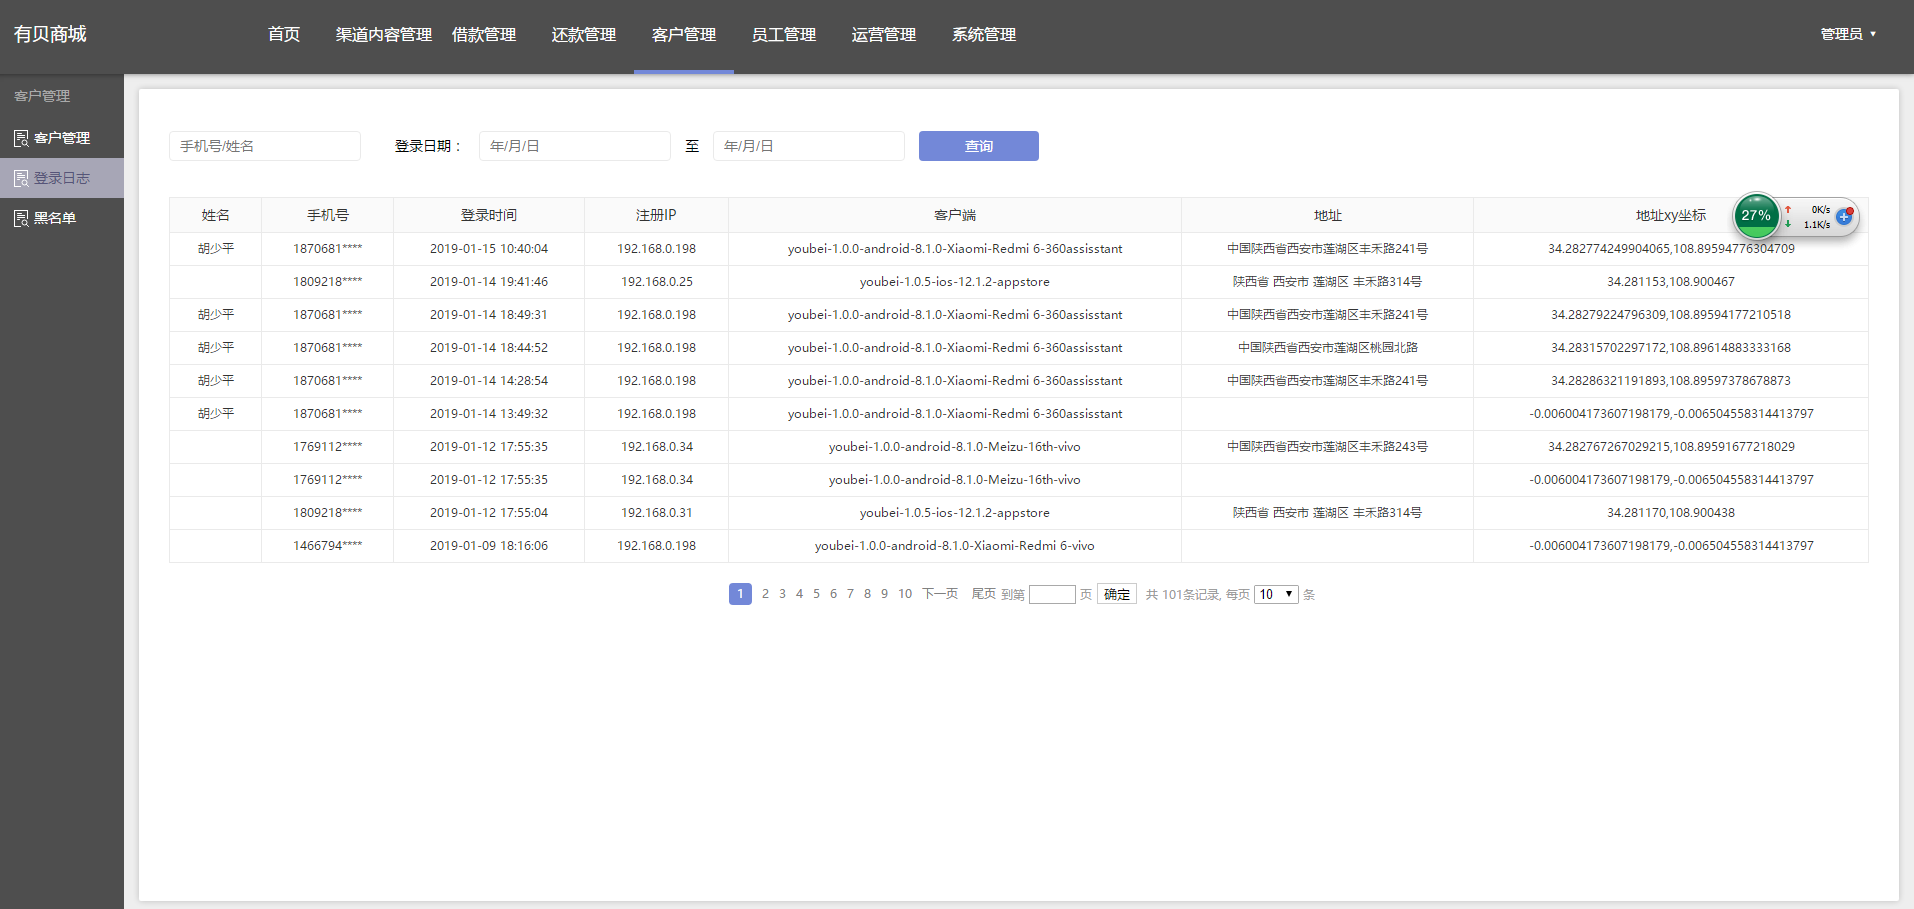 有贝商城 首页 渠道内容管理 借款管理 还款管理 客户管理 员工管理 运营管理 系统管理 管理员
客户管理
客户管理
登录日志
黑名单
手机号/姓名 登录日期： 年/月/日 至 年/月/日 查询
姓名 手机号 登录时间 注册IP 客户端 地址 地址xy坐标
27% 0K/s
1.1K/s
胡少平 1870681**** 2019-01-15 10:40:04 192.168.0.198 youbei-1.0.0-android-8.1.0-Xiaomi-Redmi 6-360assisstant 中国陕西省西安市莲湖区丰禾路241号 34.282774249904065,108.89594776304709
1809218**** 2019-01-14 19:41:46 192.168.0.25 youbei-1.0.5-ios-12.1.2-appstore 陕西省 西安市 莲湖区 丰禾路314号 34.281153,108.900467
胡少平 1870681**** 2019-01-14 18:49:31 192.168.0.198 youbei-1.0.0-android-8.1.0-Xiaomi-Redmi 6-360assisstant 中国陕西省西安市莲湖区丰禾路241号 34.28279224796309,108.89594177210518
胡少平 1870681**** 2019-01-14 18:44:52 192.168.0.198 youbei-1.0.0-android-8.1.0-Xiaomi-Redmi 6-360assisstant 中国陕西省西安市莲湖区桃园北路 34.28315702297172,108.89614883333168
胡少平 1870681**** 2019-01-14 14:28:54 192.168.0.198 youbei-1.0.0-android-8.1.0-Xiaomi-Redmi 6-360assisstant 中国陕西省西安市莲湖区丰禾路241号 34.28286321191893,108.89597378678873
胡少平 1870681**** 2019-01-14 13:49:32 192.168.0.198 youbei-1.0.0-android-8.1.0-Xiaomi-Redmi 6-360assisstant -0.006004173607198179,-0.006504558314413797
1769112**** 2019-01-12 17:55:35 192.168.0.34 youbei-1.0.0-android-8.1.0-Meizu-16th-vivo 中国陕西省西安市莲湖区丰禾路243号 34.282767267029215,108.89591677218029
1769112**** 2019-01-12 17:55:35 192.168.0.34 youbei-1.0.0-android-8.1.0-Meizu-16th-vivo -0.006004173607198179,-0.006504558314413797
1809218**** 2019-01-12 17:55:04 192.168.0.31 youbei-1.0.5-ios-12.1.2-appstore 陕西省 西安市 莲湖区 丰禾路314号 34.281170,108.900438
1466794**** 2019-01-09 18:16:06 192.168.0.198 youbei-1.0.0-android-8.1.0-Xiaomi-Redmi 6-vivo -0.006004173607198179,-0.006504558314413797
1 2 3 4 5 6 7 8 9 10 下一页 尾页 到第 页 确定 共 101条记录, 每页 10 条